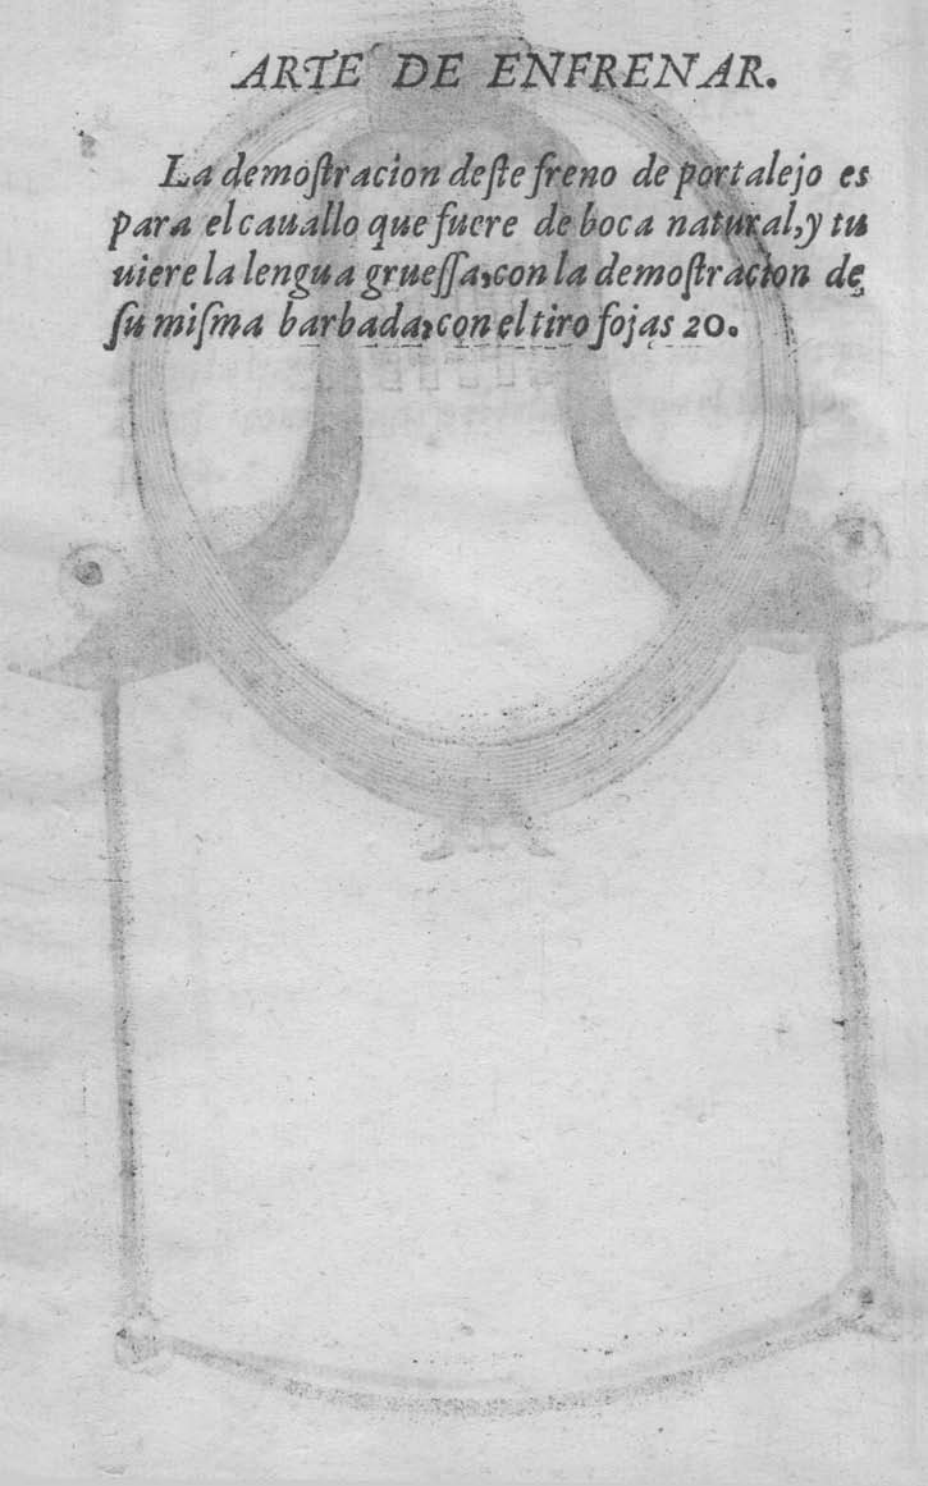 ARTE DE ENFRENAR.
La demoſtracion deſte freno de portalejo es
para el cauallo que fuere de boca natural, y tu
uiere la lengua grueſſa, con la demoſtracion de
ſu miſma barbada, con el tiro fojas 20.